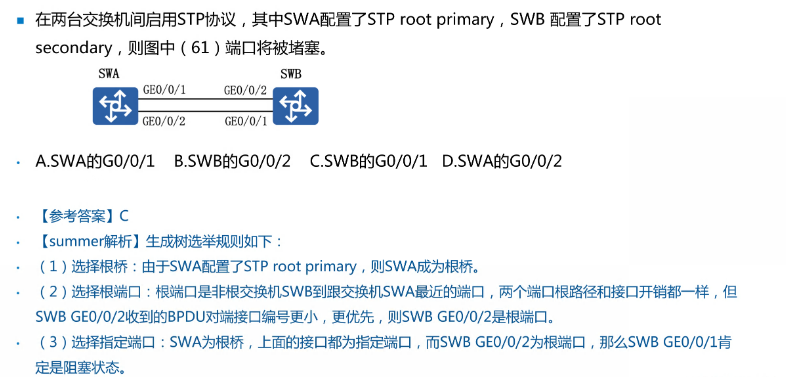 ▪ 在两台交换机间启用STP协议，其中SWA配置了STP root primary，SWB 配置了STP root
secondary，则图中（61）端口将被堵塞。
SWA SWB
GE0/0/1 GE0/0/2
GE0/0/2 GE0/0/1
• A.SWA的G0/0/1 B.SWB的G0/0/2 C.SWB的G0/0/1 D.SWA的G0/0/2
• 【参考答案】C
• 【summer解析】生成树选举规则如下：
• （1）选择根桥：由于SWA配置了STP root primary，则SWA成为根桥。
• （2）选择根端口：根端口是非根交换机SWB到跟交换机SWA最近的端口，两个端口根路径和接口开销都一样，但
SWB GE0/0/2收到的BPDU对端接口编号更小，更优先，则SWB GE0/0/2是根端口。
• （3）选择指定端口：SWA为根桥，上面的接口都为指定端口，而SWB GE0/0/2为根端口，那么SWB GE0/0/1肯
定是阻塞状态。